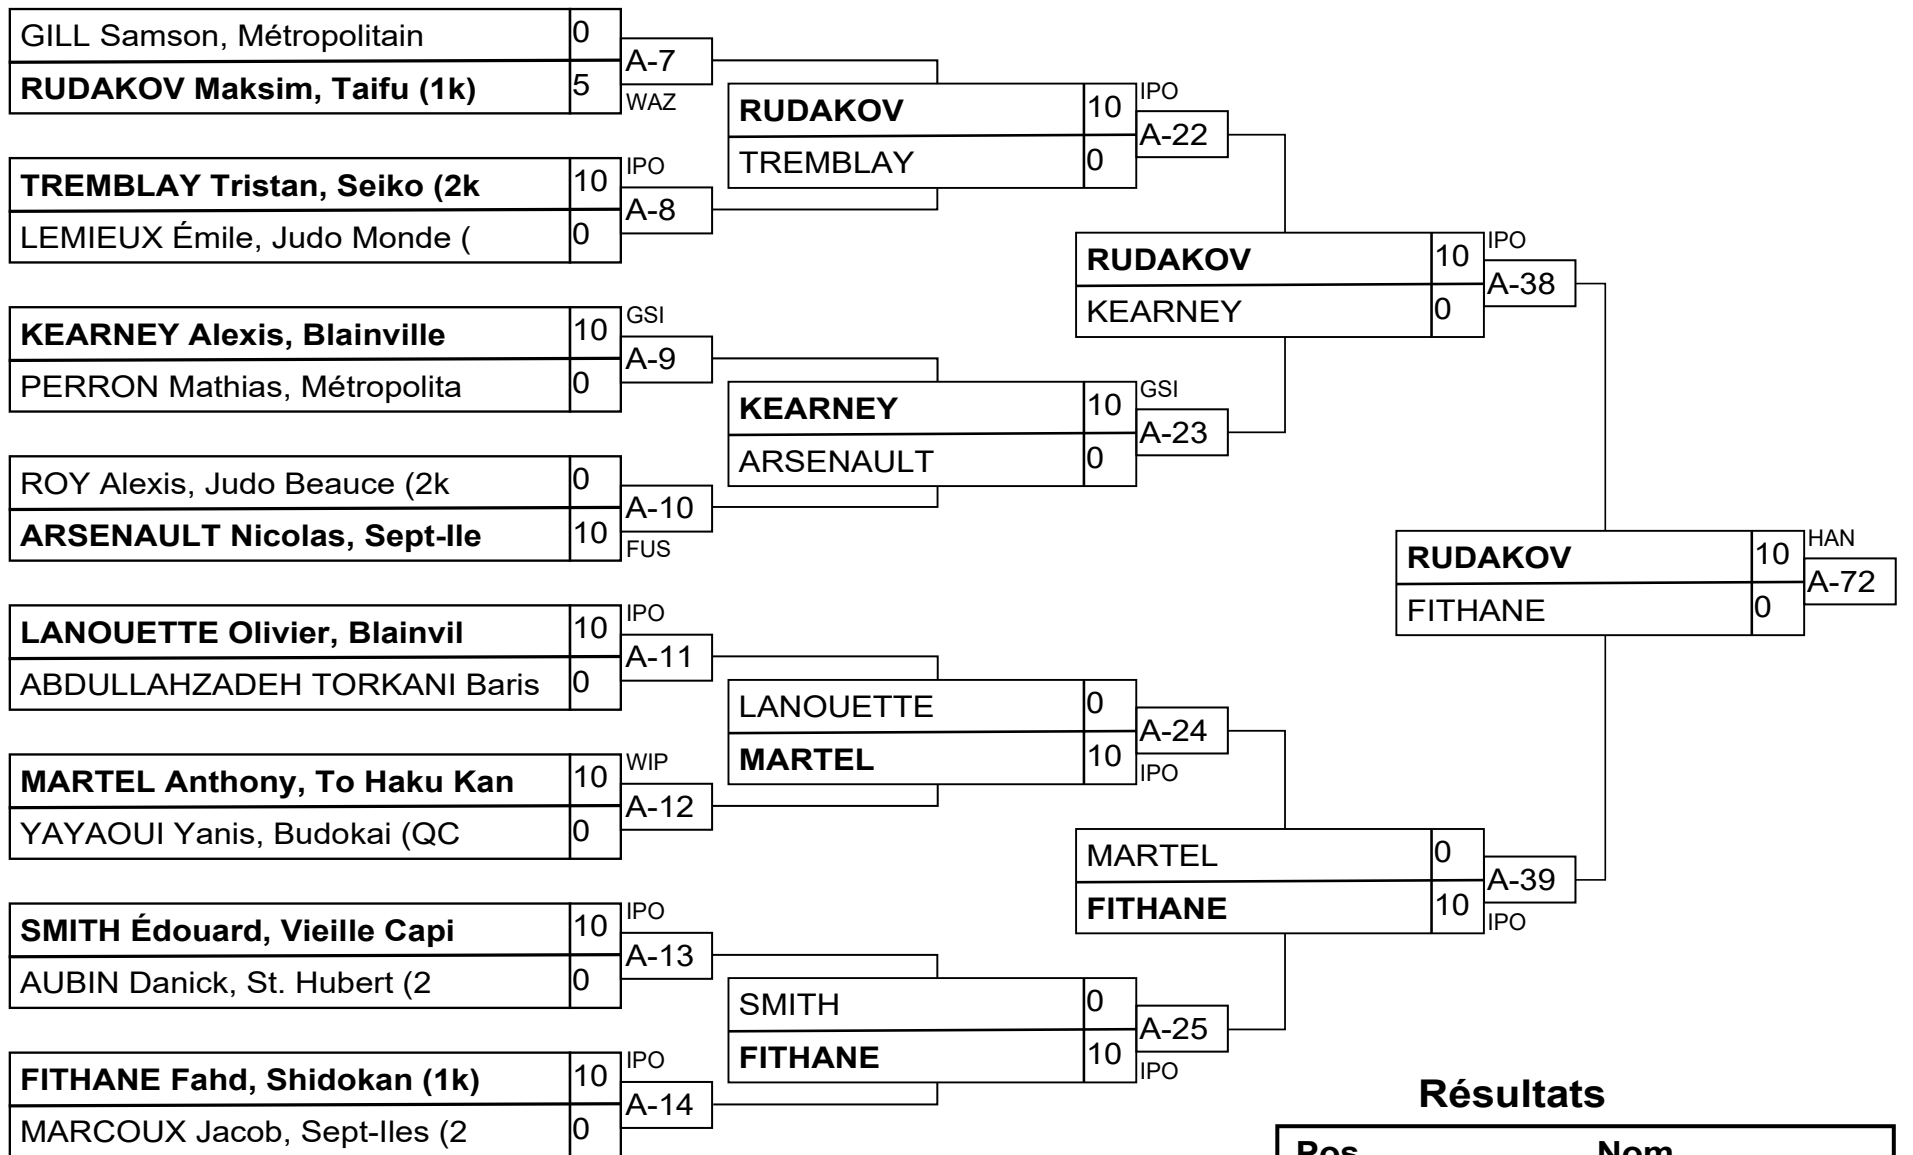 GILL Samson, Métropolitain 0
A-7
RUDAKOV Maksim, Taifu (1k) 5
WAZ
RUDAKOV 10
IPO
A-22
TREMBLAY 0
TREMBLAY Tristan, Seiko (2k 10
IPO
A-8
LEMIEUX Émile, Judo Monde ( 0
RUDAKOV 10
IPO
A-38
KEARNEY 0
KEARNEY Alexis, Blainville 10
GSI
A-9
PERRON Mathias, Métropolita 0
KEARNEY 10
GSI
A-23
ARSENAULT 0
ROY Alexis, Judo Beauce (2k 0
A-10
ARSENAULT Nicolas, Sept-Ile 10
FUS
RUDAKOV 10
HAN
A-72
FITHANE 0
LANOUETTE Olivier, Blainvil 10
IPO
A-11
ABDULLAHZADEH TORKANI Baris 0
LANOUETTE 0
A-24
MARTEL 10
IPO
MARTEL Anthony, To Haku Kan 10
WIP
A-12
YAYAOUI Yanis, Budokai (QC 0
MARTEL 0
A-39
FITHANE 10
IPO
SMITH Édouard, Vieille Capi 10
IPO
A-13
AUBIN Danick, St. Hubert (2 0
SMITH 0
A-25
FITHANE 10
IPO
FITHANE Fahd, Shidokan (1k) 10
IPO
A-14
MARCOUX Jacob, Sept-Iles (2 0
Résultats
Pos Nom